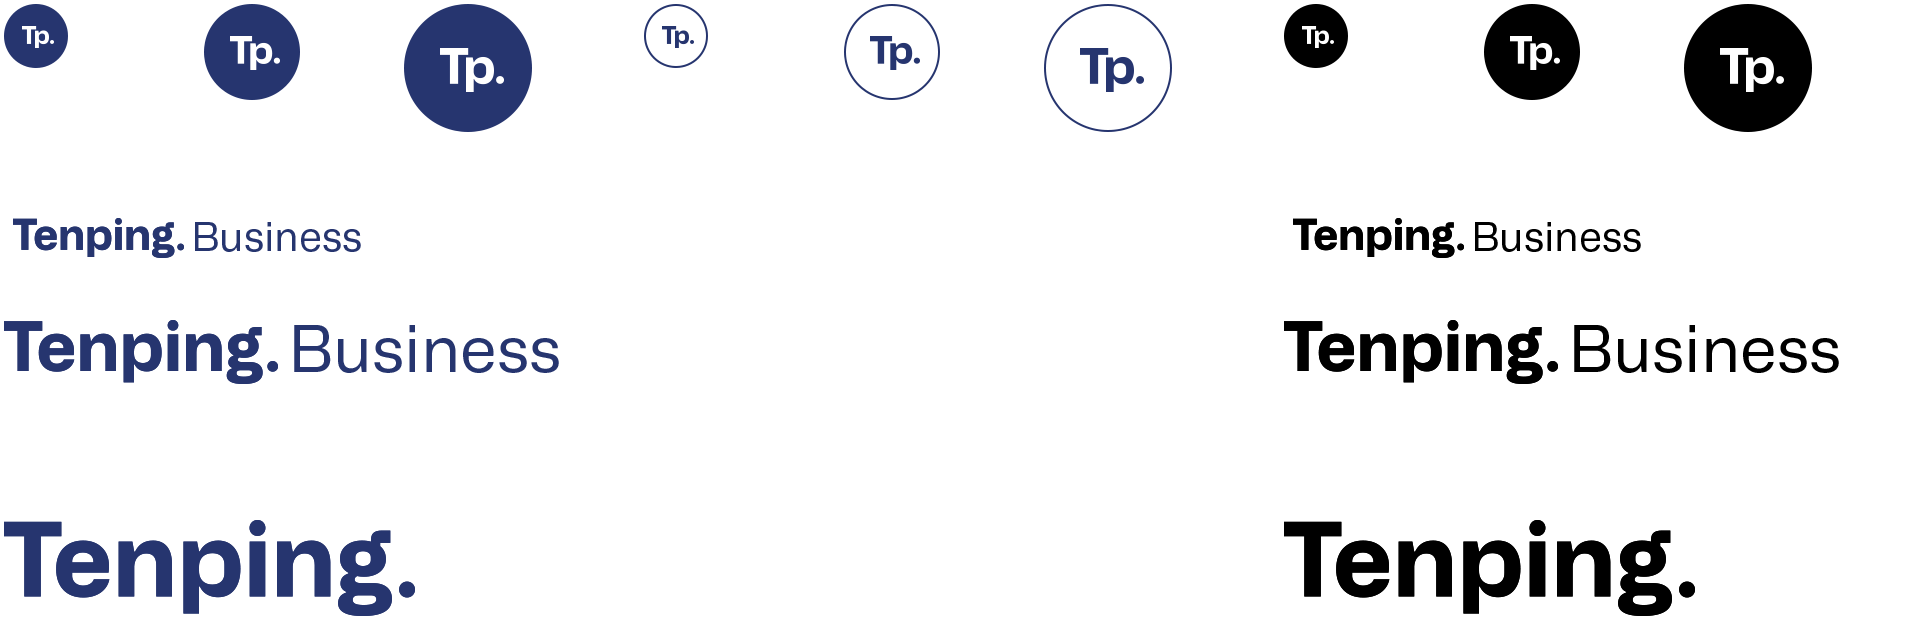 Tp. Tp. Tp. Tp. Tp. Tp. Tp. Tp. Tp.
Tenping. Business Tenping. Business
Tenping. Business Tenping. Business
Tenping. Tenping.